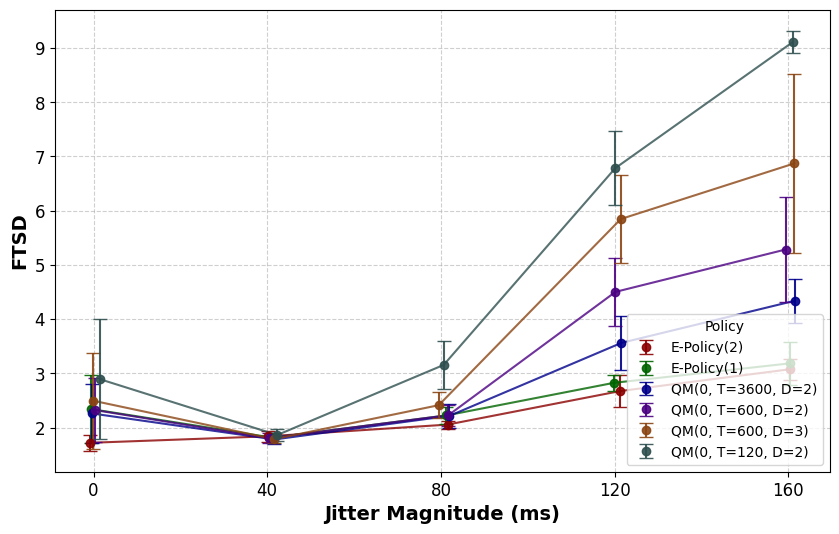 9
8
7
6
5
4
3
2
FTSD
0
40
80
120
160
Jitter Magnitude (ms)
Policy
E-Policy(2)
E-Policy(1)
QM(0, T=3600, D=2)
QM(0, T=600, D=2)
QM(0, T=600, D=3)
QM(0, T=120, D=2)